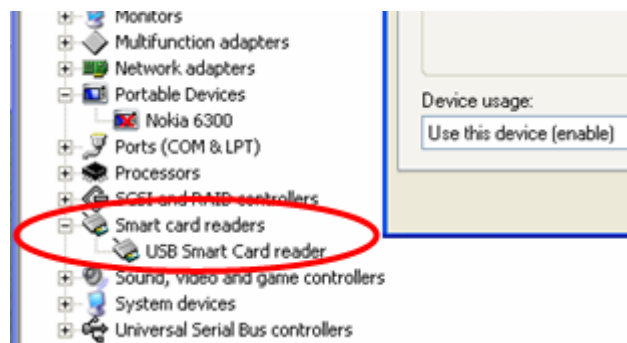 Monitors
Multifunction adapters
Network adapters
Portable Devices
Nokia 6300
Ports (COM & LPT)
Processors
SCSI and RAID controllers
Smart card readers
USB Smart Card reader
Sound, video and game controllers
System devices
Universal Serial Bus controllers
Device usage:
Use this device (enable)